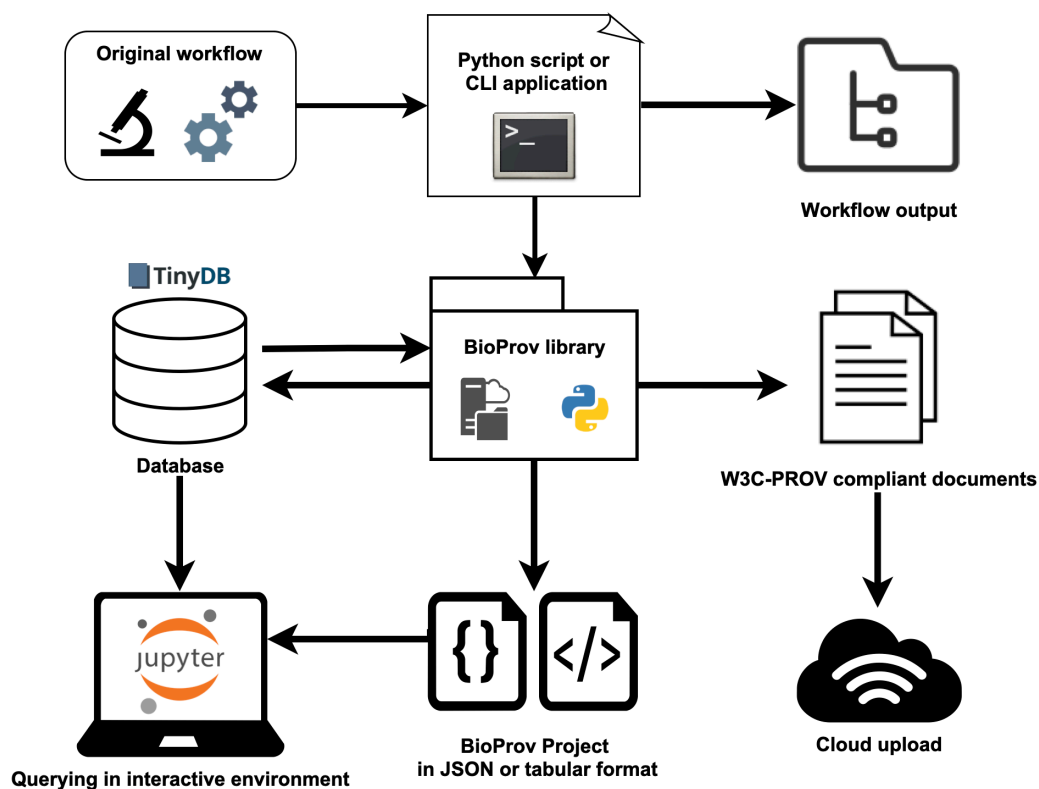 Original workflow
Python script or
CLI application
>_
Workflow output
TinyDB
BioProv library
Database
W3C-PROV compliant documents
jupyter
{}
</>
Querying in interactive environment
BioProv Project
in JSON or tabular format
Cloud upload